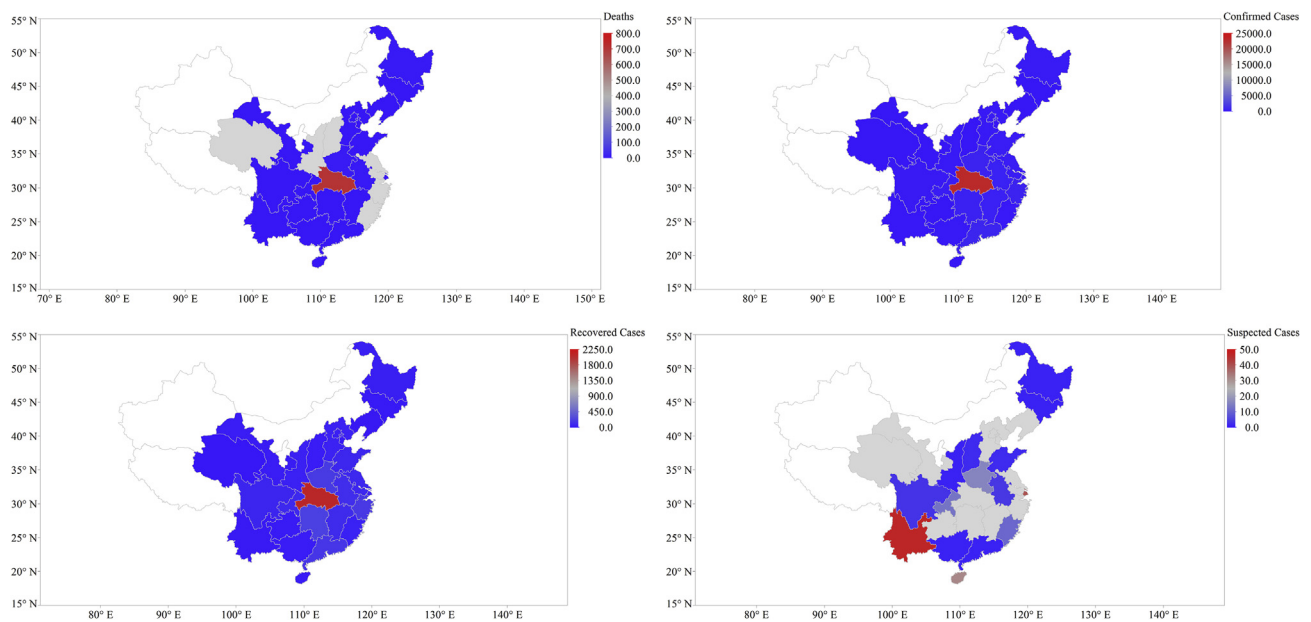 Deaths
800.0
700.0
600.0
500.0
400.0
300.0
200.0
100.0
0.0
55° N
50° N
45° N
40° N
35° N
30° N
25° N
20° N
15° N
70° E
80° E
90° E
100° E
110° E
120° E
130° E
140° E
150° E
Confirmed Cases
25000.0
20000.0
15000.0
10000.0
5000.0
0.0
55° N
50° N
45° N
40° N
35° N
30° N
25° N
20° N
15° N
80° E
90° E
100° E
110° E
120° E
130° E
140° E
Recovered Cases
2250.0
1800.0
1350.0
900.0
450.0
0.0
55° N
50° N
45° N
40° N
35° N
30° N
25° N
20° N
15° N
80° E
90° E
100° E
110° E
120° E
130° E
140° E
Suspected Cases
50.0
40.0
30.0
20.0
10.0
0.0
55° N
50° N
45° N
40° N
35° N
30° N
25° N
20° N
15° N
80° E
90° E
100° E
110° E
120° E
130° E
140° E